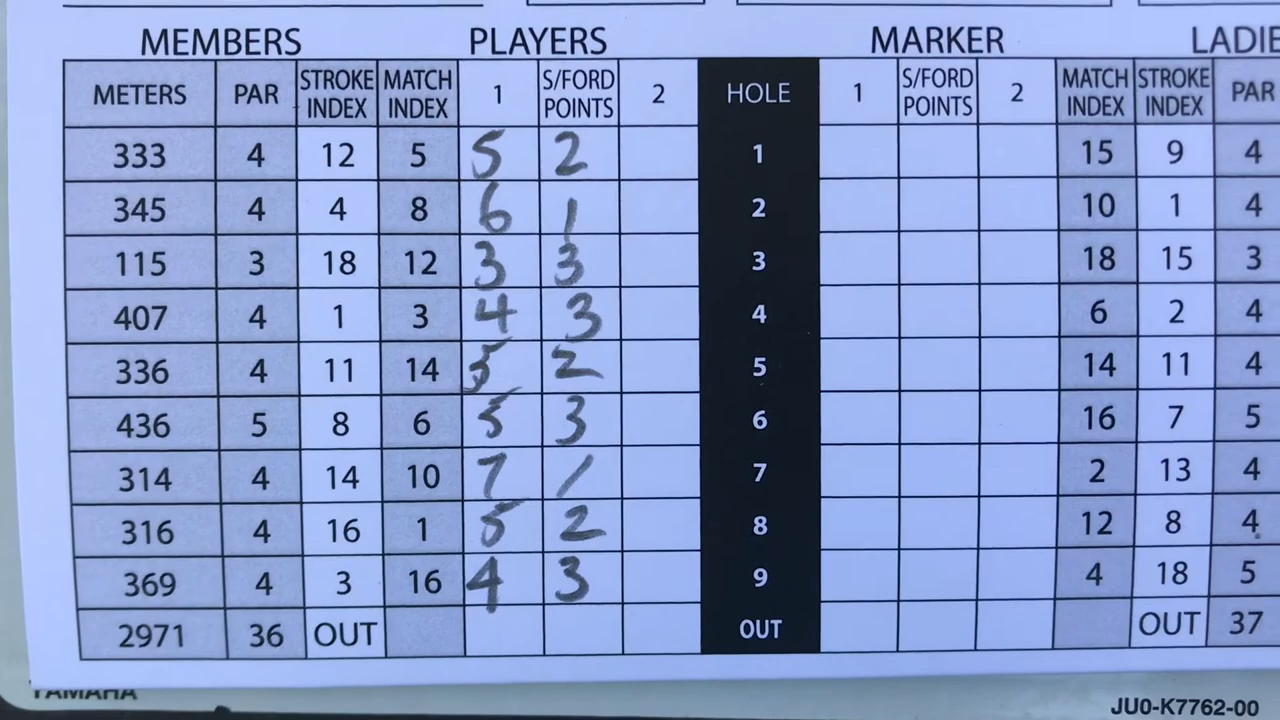 MEMBERS PLAYERS MARKER LADIE
METERS PAR STROKE INDEX MATCH INDEX 1 S/FORD POINTS 2 HOLE 1 S/FORD POINTS 2 MATCH INDEX STROKE INDEX PAR
333 4 12 5 5 2 1 15 9 4
345 4 4 8 6 1 2 10 1 4
115 3 18 12 3 3 3 18 15 3
407 4 1 3 4 3 4 6 2 4
336 4 11 14 5 2 5 14 11 4
436 5 8 6 5 3 6 16 7 5
314 4 14 10 7 1 7 2 13 4
316 4 16 1 5 2 8 12 8 4
369 4 3 16 4 3 9 4 18 5
2971 36 OUT OUT OUT 37
YAMAHA JU0-K7762-00